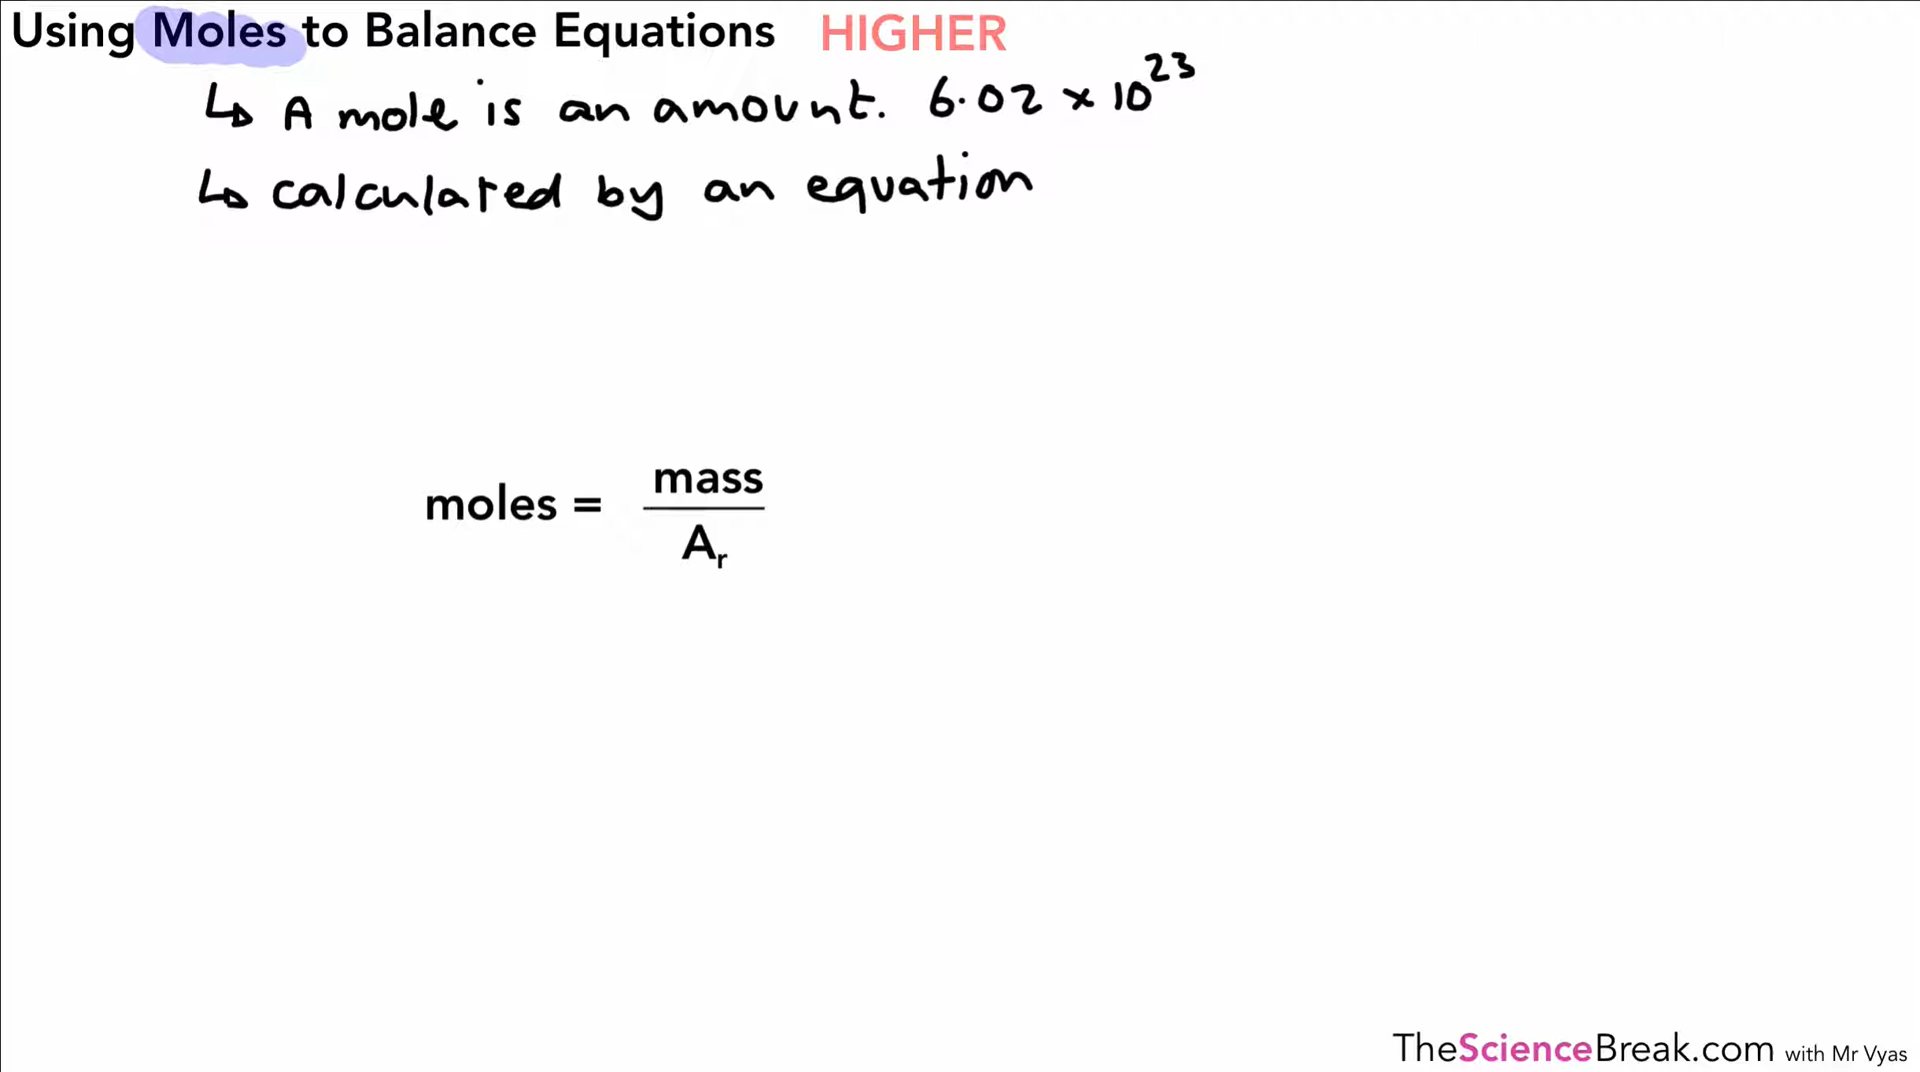 Using Moles to Balance Equations HIGHER
↳ A mole is an amount. 6.02 × 10²³
↳ calculated by an equation
moles = mass / Aᵣ
TheScienceBreak.com with Mr Vyas